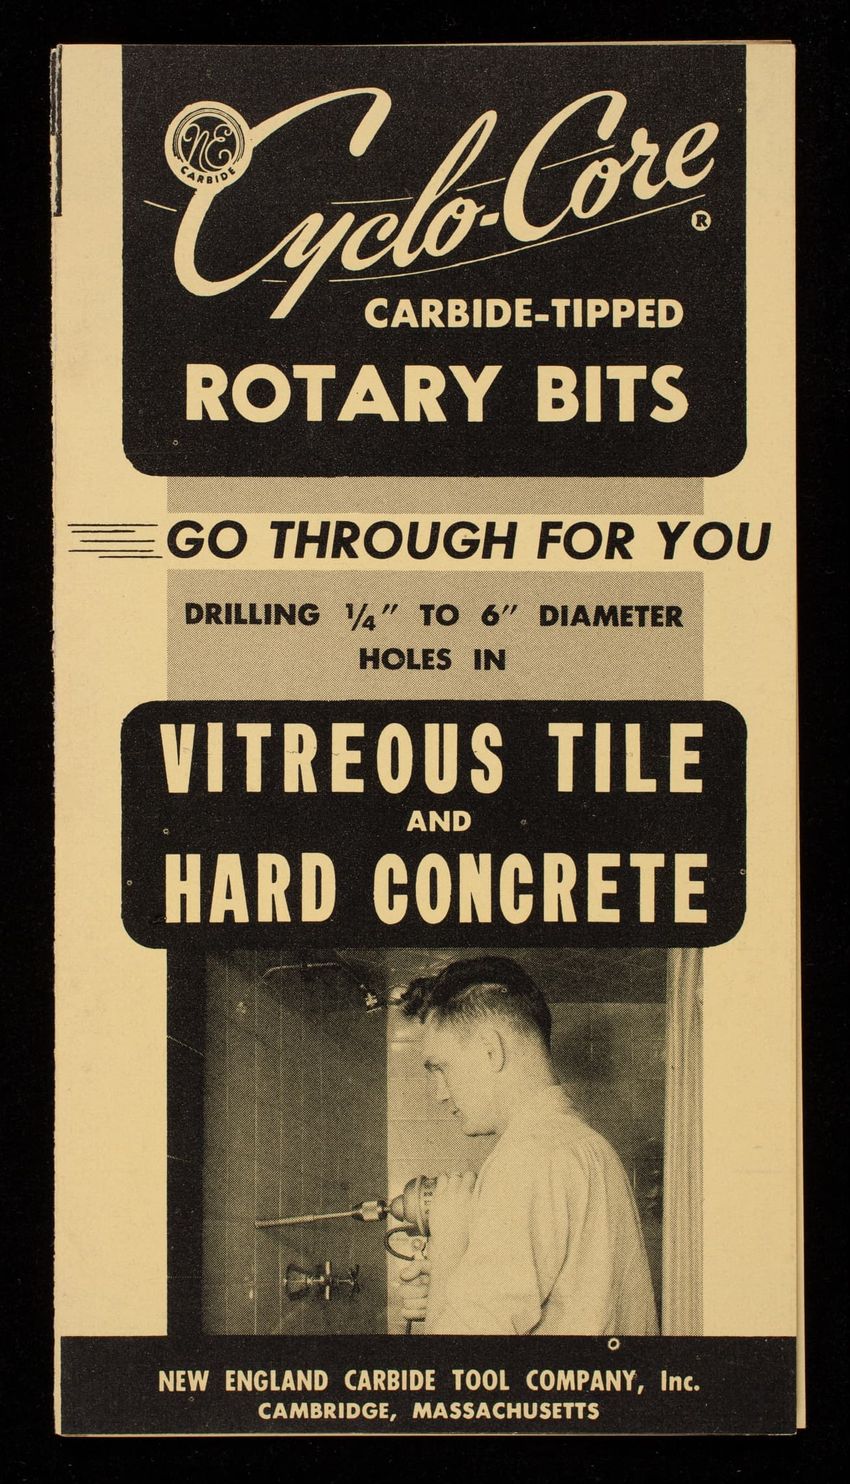 NE
CARBIDE
Cyclo-Core
®
CARBIDE-TIPPED
ROTARY BITS
GO THROUGH FOR YOU
DRILLING 1/4" TO 6" DIAMETER
HOLES IN
VITREOUS TILE
AND
HARD CONCRETE
NEW ENGLAND CARBIDE TOOL COMPANY, Inc.
CAMBRIDGE, MASSACHUSETTS